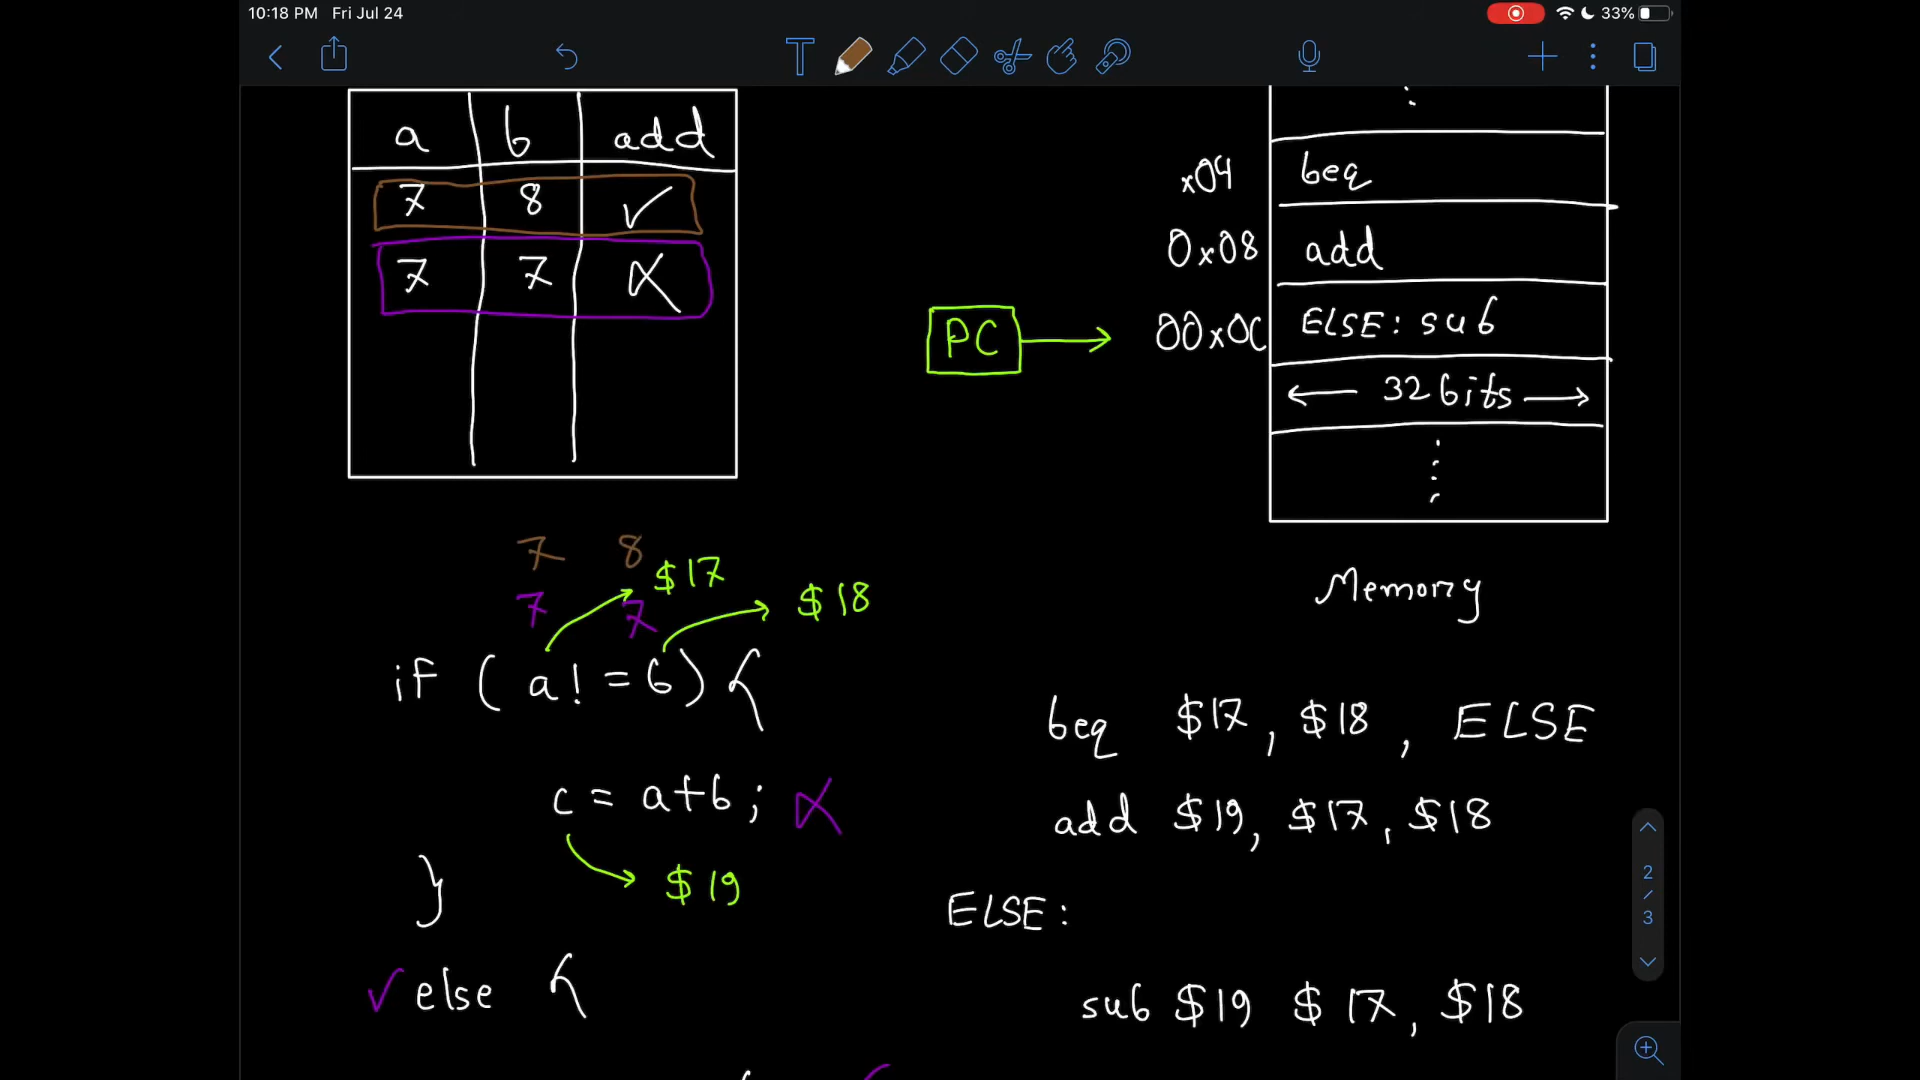 10:18 PM Fri Jul 24
33%
T
a b add
7 8 ✓
7 7 X
x04 beq
0x08 add
PC → 00x0C ELSE: sub
← 32 bits →
Memory
7 8
$17
7 7
$18
if ( a! = b ) {
c = a+b; X
$19
}
✓ else {
beq $17, $18, ELSE
add $19, $17, $18
ELSE:
sub $19 $17, $18
2
/
3